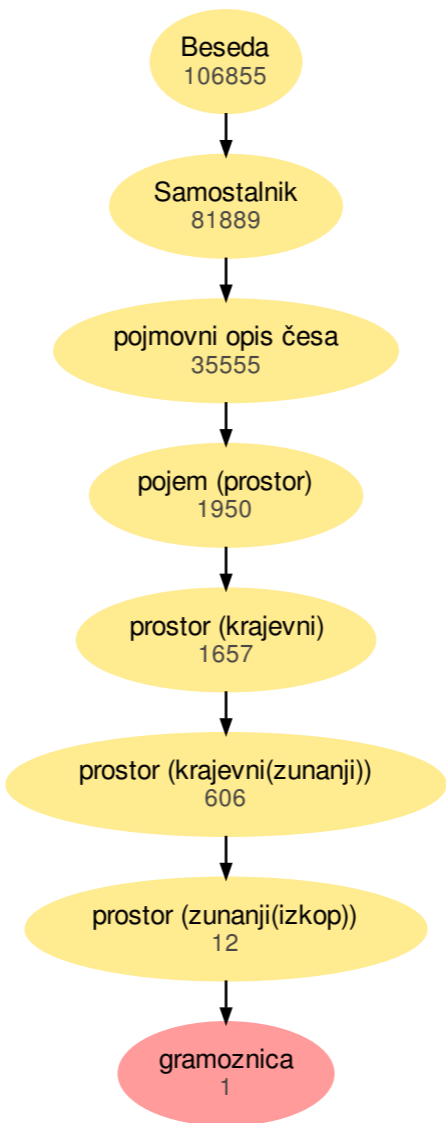 Beseda
106855
Samostalnik
81889
pojmovni opis česa
35555
pojem (prostor)
1950
prostor (krajevni)
1657
prostor (krajevni(zunanji))
606
prostor (zunanji(izkop))
12
gramoznica
1